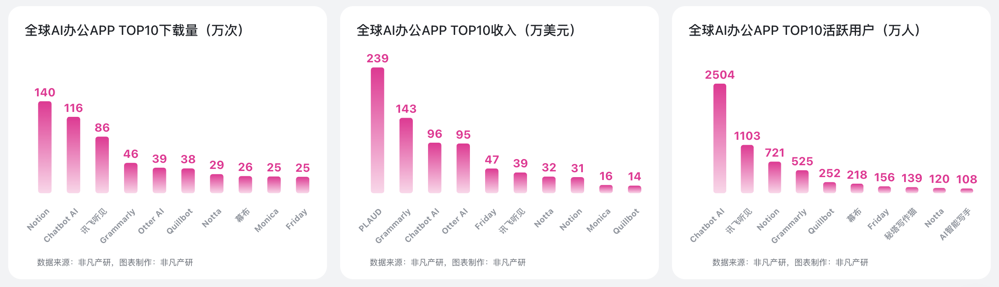 全球AI办公APP TOP10下载量（万次）
140
116
86
46
39
38
29
26
25
25
Notion
Chatbot AI
讯飞听见
Grammarly
Otter AI
Quillbot
Notta
幕布
Monica
Friday
数据来源：非凡产研，图表制作：非凡产研
全球AI办公APP TOP10收入（万美元）
239
143
96
95
47
39
32
31
16
14
PLAUD
Grammarly
Chatbot AI
Otter AI
Friday
讯飞听见
Notta
Notion
Monica
Quillbot
数据来源：非凡产研，图表制作：非凡产研
全球AI办公APP TOP10活跃用户（万人）
2504
1103
721
525
252
218
156
139
120
108
Chatbot AI
讯飞听见
Notion
Grammarly
Quillbot
幕布
Friday
秘塔写作猫
Notta
AI智能写手
数据来源：非凡产研，图表制作：非凡产研